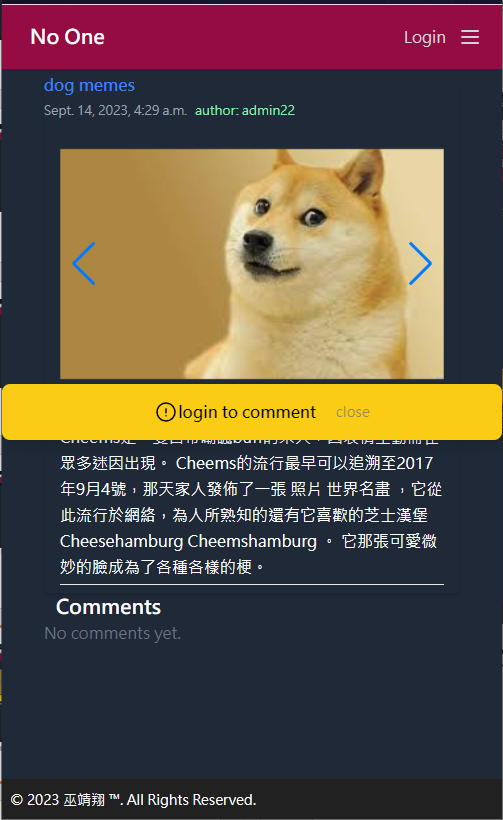 No One
Login
dog memes
Sept. 14, 2023, 4:29 a.m. author: admin22
login to comment close
眾多迷因出現。 Cheems的流行最早可以追溯至2017
年9月4號，那天家人發佈了一張 照片 世界名畫 ，它從
此流行於網絡，為人所熟知的還有它喜歡的芝士漢堡
Cheesehamburg Cheemshamburg 。 它那張可愛微
妙的臉成為了各種各樣的梗。
Comments
No comments yet.
© 2023 巫靖翔 ™. All Rights Reserved.